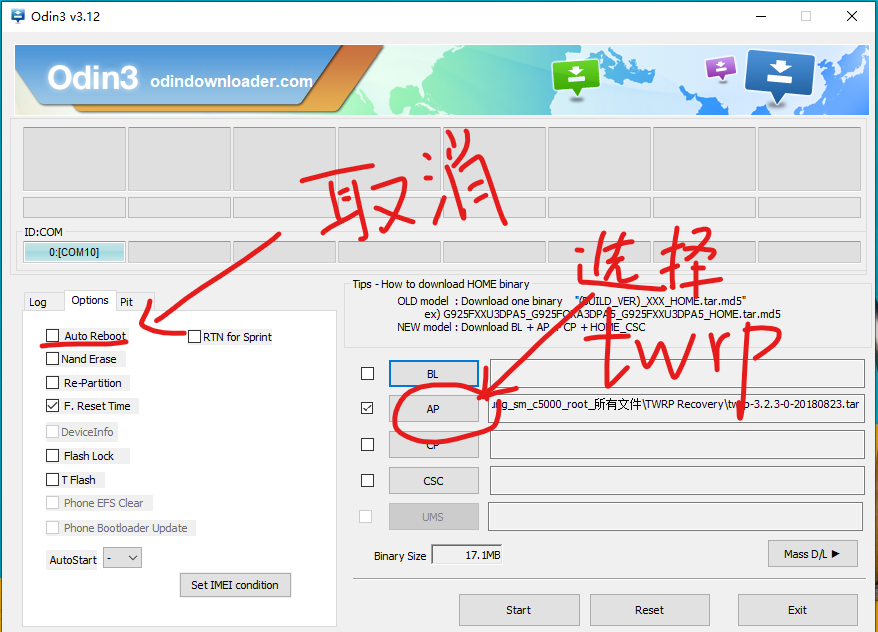 Odin3 v3.12
Odin3 odindownloader.com
取消
ID:COM
0:[COM10]
选择
twrp
Log Options Pit
Auto Reboot
RTN for Sprint
Nand Erase
Re-Partition
F. Reset Time
DeviceInfo
Flash Lock
T Flash
Phone EFS Clear
Phone Bootloader Update
AutoStart -
Set IMEI condition
Tips - How to download HOME binary
OLD model : Download one binary "(BUILD_VER)_XXX_HOME.tar.md5"
ex) G925FXXU3DPA5_G925FOXA3DPA5_G925FXXU3DPA5_HOME.tar.md5
NEW model : Download BL + AP + CP + HOME_CSC
BL
AP
_sm_c5000_root_所有文件\TWRP Recovery\twrp-3.2.3-0-20180823.tar
CP
CSC
UMS
Binary Size 17.1MB
Mass D/L ►
Start Reset Exit